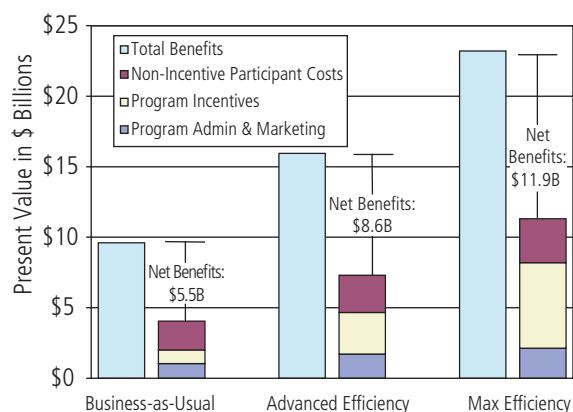 Present Value in $ Billions
$25
$20
$15
$10
$5
$0
Total Benefits
Non-Incentive Participant Costs
Program Incentives
Program Admin & Marketing
Net Benefits:
$5.5B
Net Benefits:
$8.6B
Net
Benefits:
$11.9B
Business-as-Usual
Advanced Efficiency
Max Efficiency